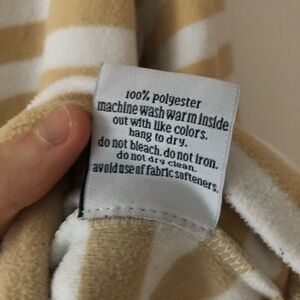 100% polyester
machine wash warm inside
out with like colors.
hang to dry.
do not bleach. do not iron.
do not dry clean.
avoid use of fabric softeners.